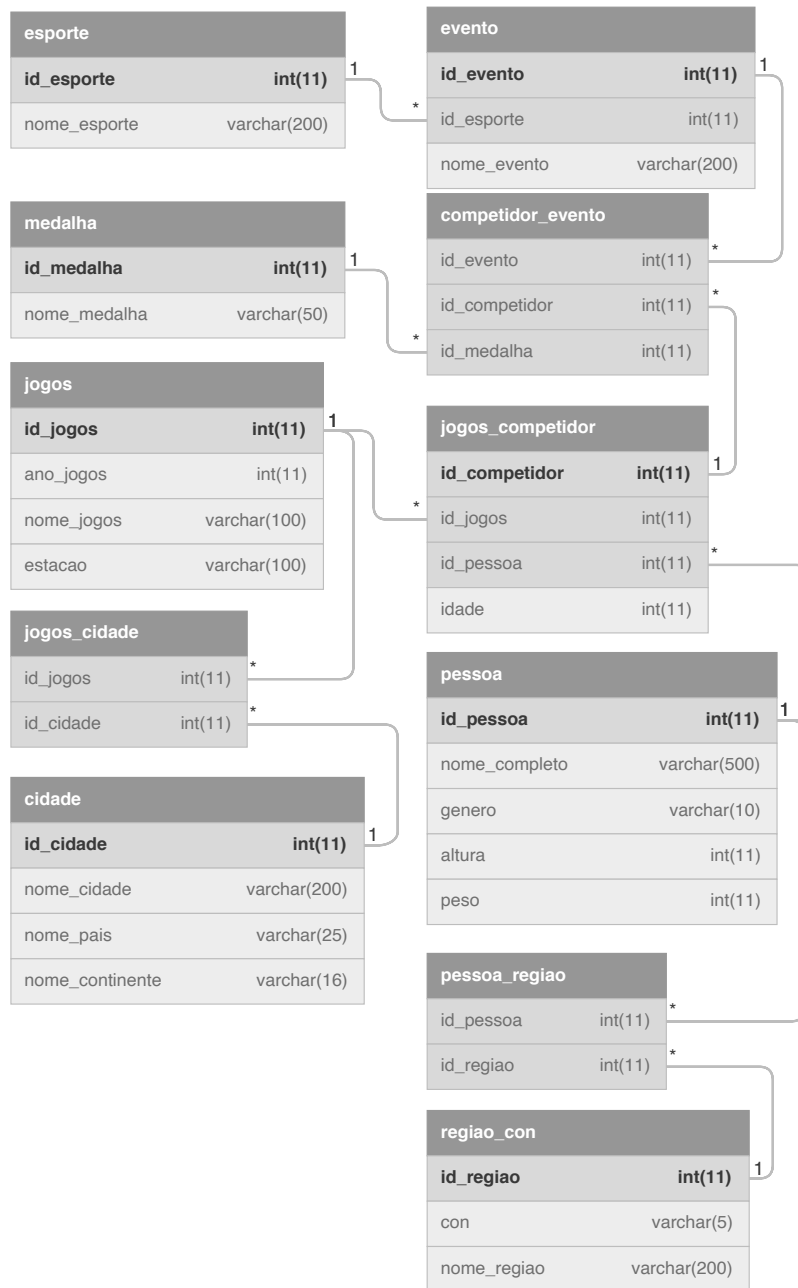 esporte
id_esporte int(11)
nome_esporte varchar(200)
1
*
evento
id_evento int(11)
id_esporte int(11)
nome_evento varchar(200)
1
medalha
id_medalha int(11)
nome_medalha varchar(50)
1
*
competidor_evento
id_evento int(11)
id_competidor int(11)
id_medalha int(11)
*
*
jogos
id_jogos int(11)
ano_jogos int(11)
nome_jogos varchar(100)
estacao varchar(100)
1
*
jogos_competidor
id_competidor int(11)
id_jogos int(11)
id_pessoa int(11)
idade int(11)
1
*
jogos_cidade
id_jogos int(11)
id_cidade int(11)
*
*
pessoa
id_pessoa int(11)
nome_completo varchar(500)
genero varchar(10)
altura int(11)
peso int(11)
1
cidade
id_cidade int(11)
nome_cidade varchar(200)
nome_pais varchar(25)
nome_continente varchar(16)
1
pessoa_regiao
id_pessoa int(11)
id_regiao int(11)
*
*
regiao_con
id_regiao int(11)
con varchar(5)
nome_regiao varchar(200)
1